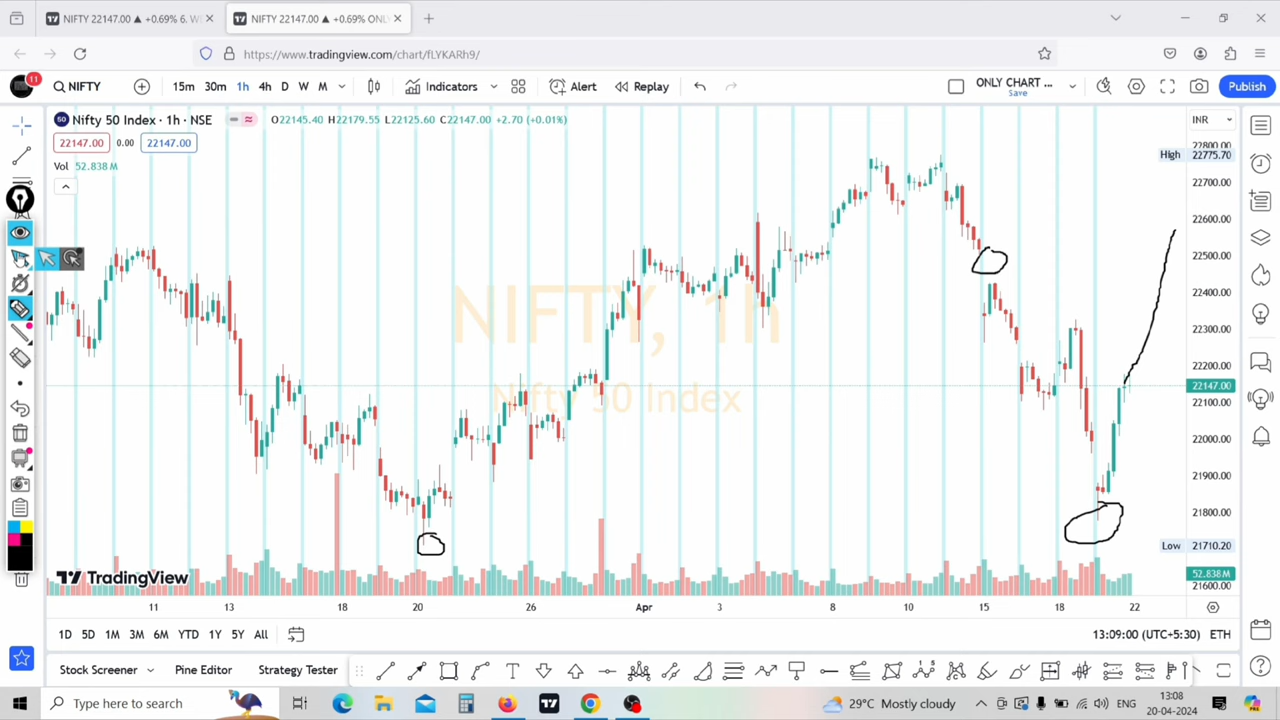 NIFTY 22147.00 ▲ +0.69% 6. W
NIFTY 22147.00 ▲ +0.69% ONL
https://www.tradingview.com/chart/fLYKARh9/
11
NIFTY
15m 30m 1h 4h D W M
Indicators
Alert
Replay
ONLY CHART ...
Save
Publish
50 Nifty 50 Index · 1h · NSE
O22145.40 H22179.55 L22125.60 C22147.00 +2.70 (+0.01%)
INR
22147.00 0.00 22147.00
Vol 52.838 M
22800.00
High 22775.70
22700.00
22600.00
22500.00
22400.00
22300.00
22200.00
22147.00
22100.00
22000.00
21900.00
21800.00
Low 21710.20
52.838 M
21600.00
NIFTY, 1h
Nifty 50 Index
TradingView
11 13 18 20 26 Apr 3 8 10 15 18 22
1D 5D 1M 3M 6M YTD 1Y 5Y All
13:09:00 (UTC+5:30) ETH
Stock Screener Pine Editor Strategy Tester
Type here to search
29°C Mostly cloudy
ENG
13:08
20-04-2024